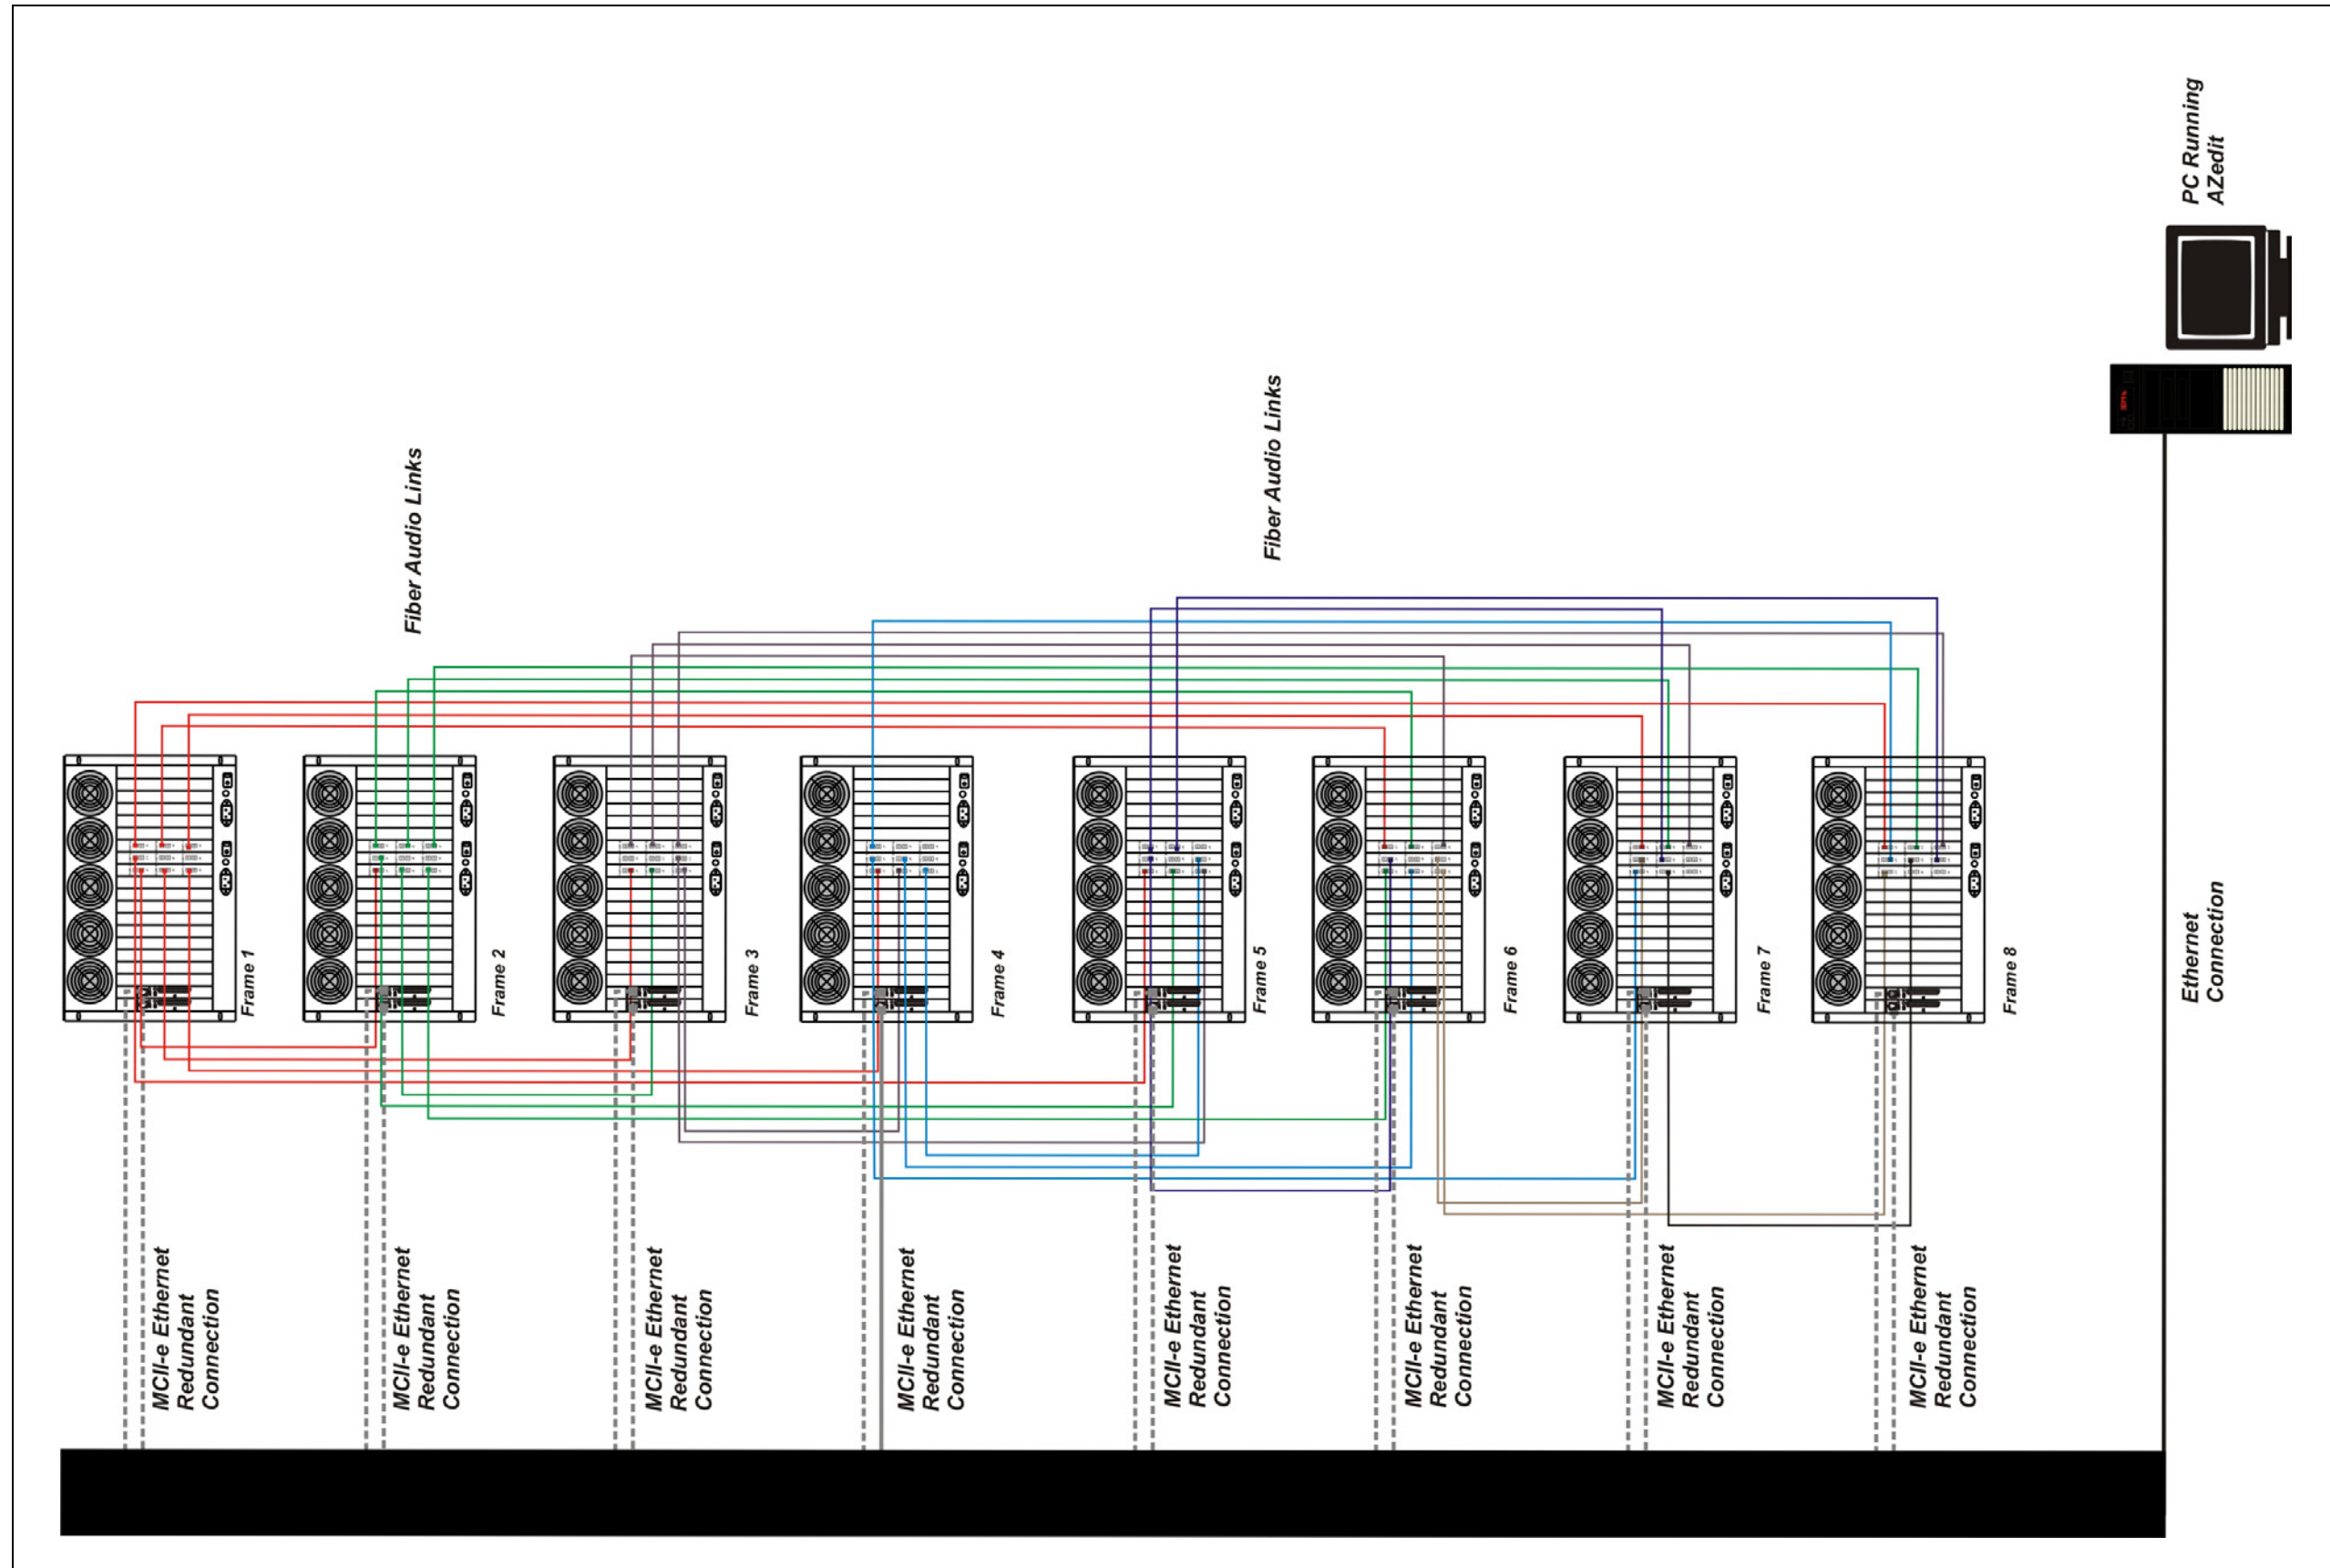 PC Running
AZedit
Fiber Audio Links
Fiber Audio Links
Frame 1
Frame 2
Frame 3
Frame 4
Frame 5
Frame 6
Frame 7
Frame 8
Ethernet
Connection
MCII-e Ethernet
Redundant
Connection
MCII-e Ethernet
Redundant
Connection
MCII-e Ethernet
Redundant
Connection
MCII-e Ethernet
Redundant
Connection
MCII-e Ethernet
Redundant
Connection
MCII-e Ethernet
Redundant
Connection
MCII-e Ethernet
Redundant
Connection
MCII-e Ethernet
Redundant
Connection